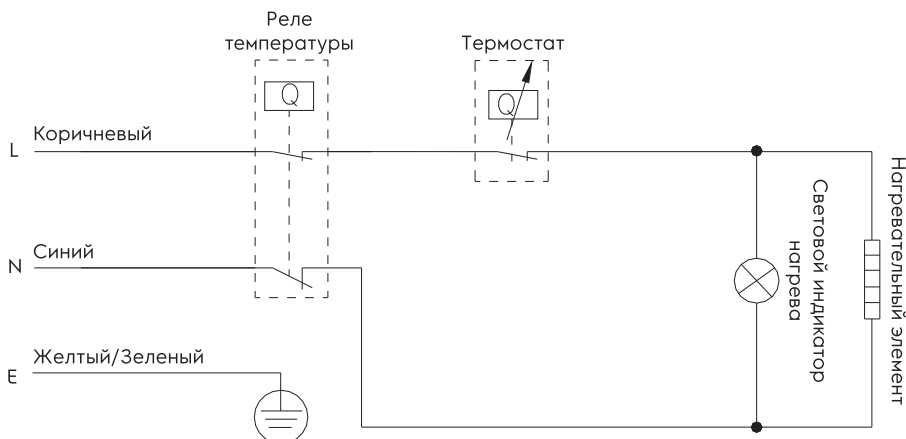 Реле
температуры
Термостат
Q
Q
L
Коричневый
N
Синий
E
Желтый/Зеленый
Световой индикатор
нагрева
Нагревательный элемент